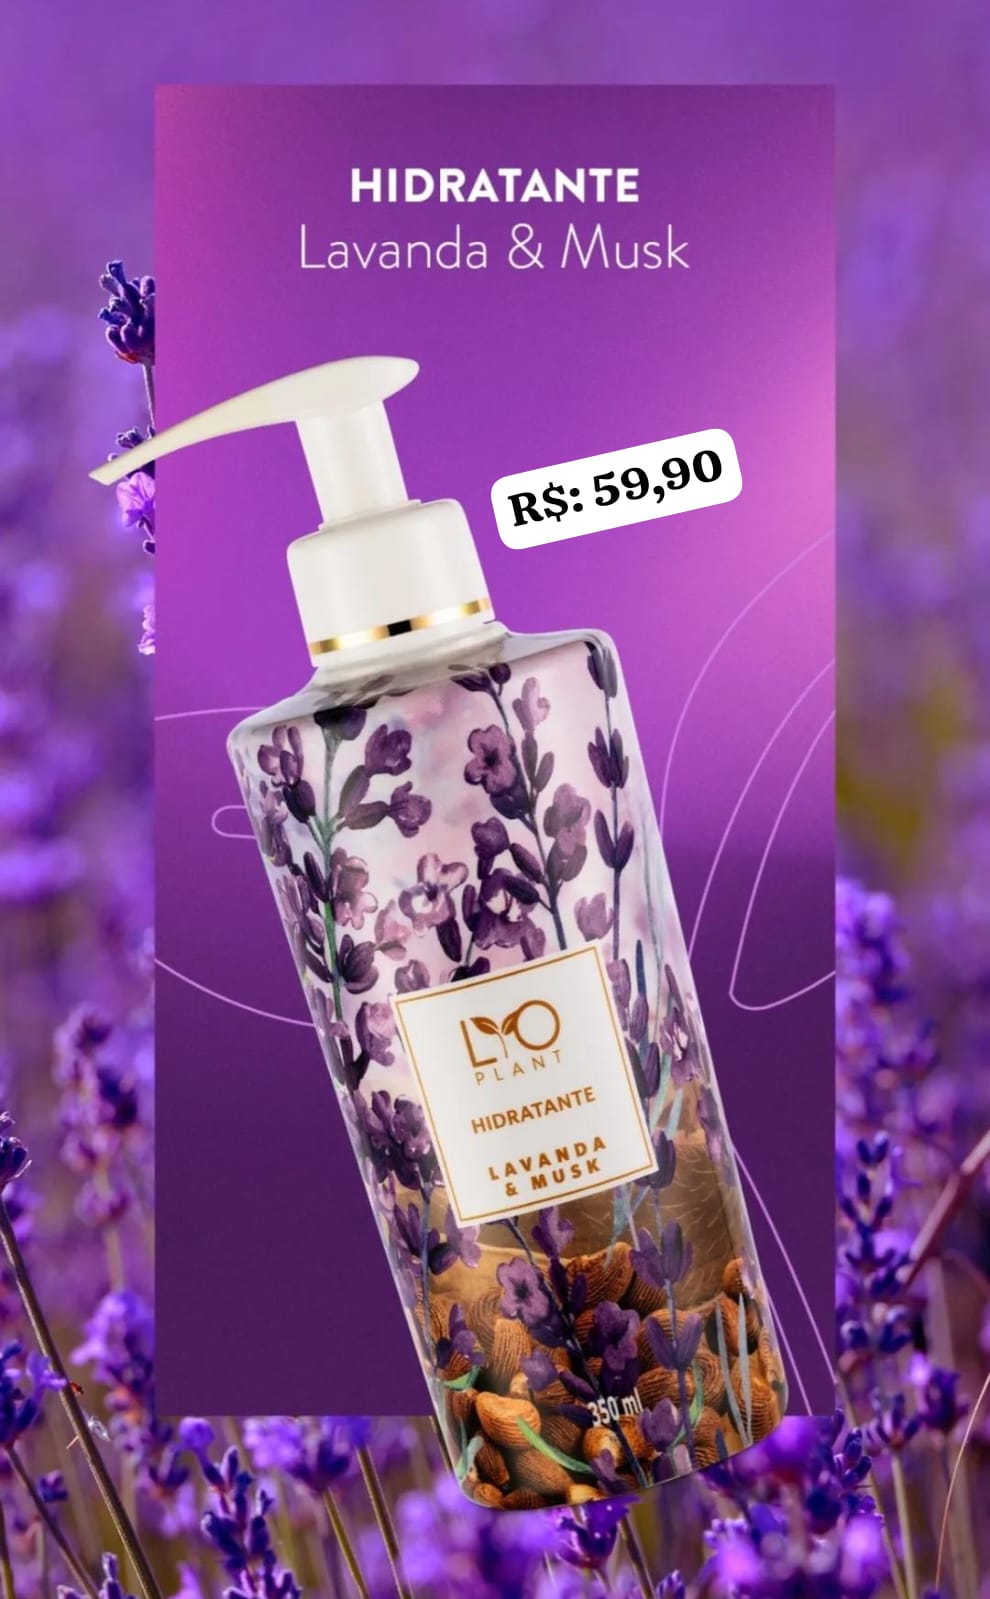 HIDRATANTE
Lavanda & Musk
R$: 59,90
LYO
PLANT
HIDRATANTE
LAVANDA
& MUSK
350 ml